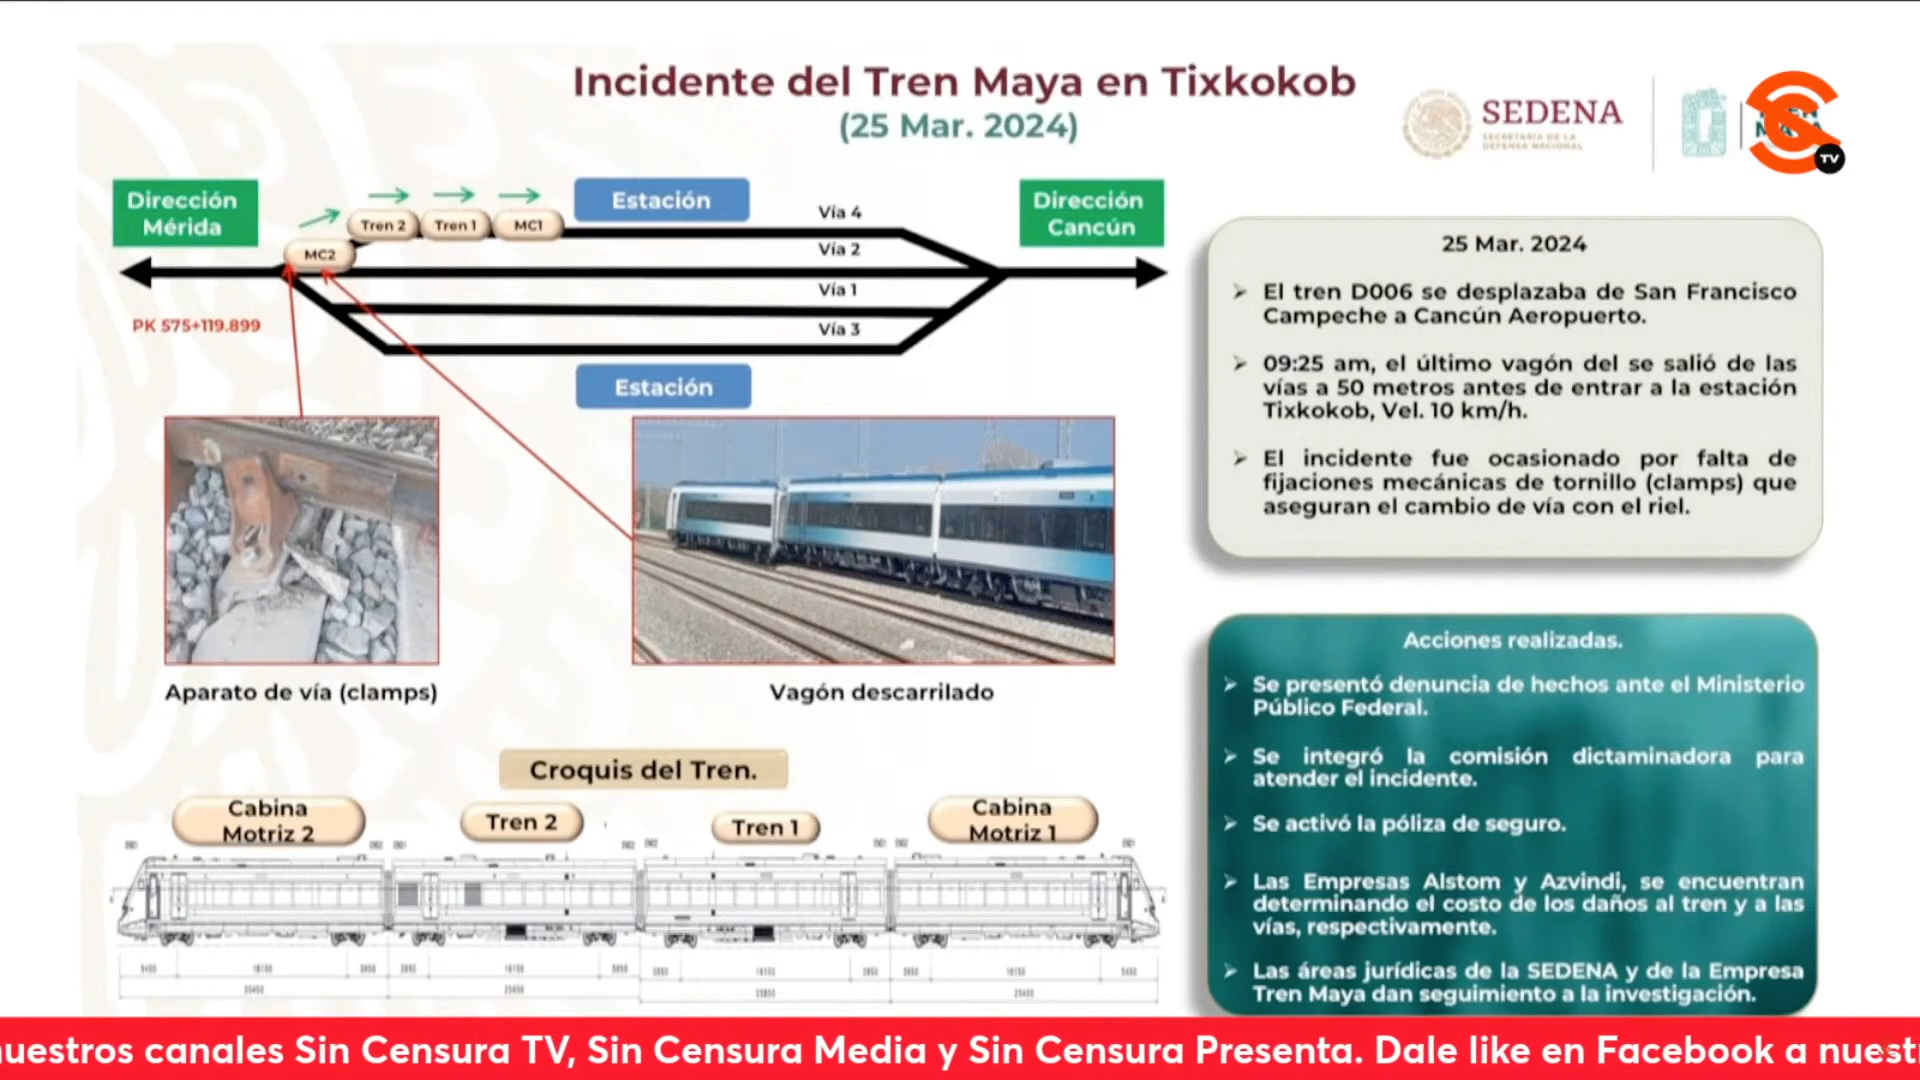 Incidente del Tren Maya en Tixkokob
(25 Mar. 2024)
SEDENA
SECRETARÍA DE LA
DEFENSA NACIONAL
TV
Dirección
Mérida
Tren 2
Tren 1
MC1
MC2
Estación
Vía 4
Vía 2
Vía 1
Vía 3
Dirección
Cancún
PK 575+119.899
Estación
Aparato de vía (clamps)
Vagón descarrilado
25 Mar. 2024
El tren D006 se desplazaba de San Francisco
Campeche a Cancún Aeropuerto.
09:25 am, el último vagón del se salió de las
vías a 50 metros antes de entrar a la estación
Tixkokob, Vel. 10 km/h.
El incidente fue ocasionado por falta de
fijaciones mecánicas de tornillo (clamps) que
aseguran el cambio de vía con el riel.
Acciones realizadas.
Se presentó denuncia de hechos ante el Ministerio
Público Federal.
Se integró la comisión dictaminadora para
atender el incidente.
Se activó la póliza de seguro.
Las Empresas Alstom y Azvindi, se encuentran
determinando el costo de los daños al tren y a las
vías, respectivamente.
Las áreas jurídicas de la SEDENA y de la Empresa
Tren Maya dan seguimiento a la investigación.
Croquis del Tren.
Cabina
Motriz 2
Tren 2
Tren 1
Cabina
Motriz 1
nuestros canales Sin Censura TV, Sin Censura Media y Sin Censura Presenta. Dale like en Facebook a nuest